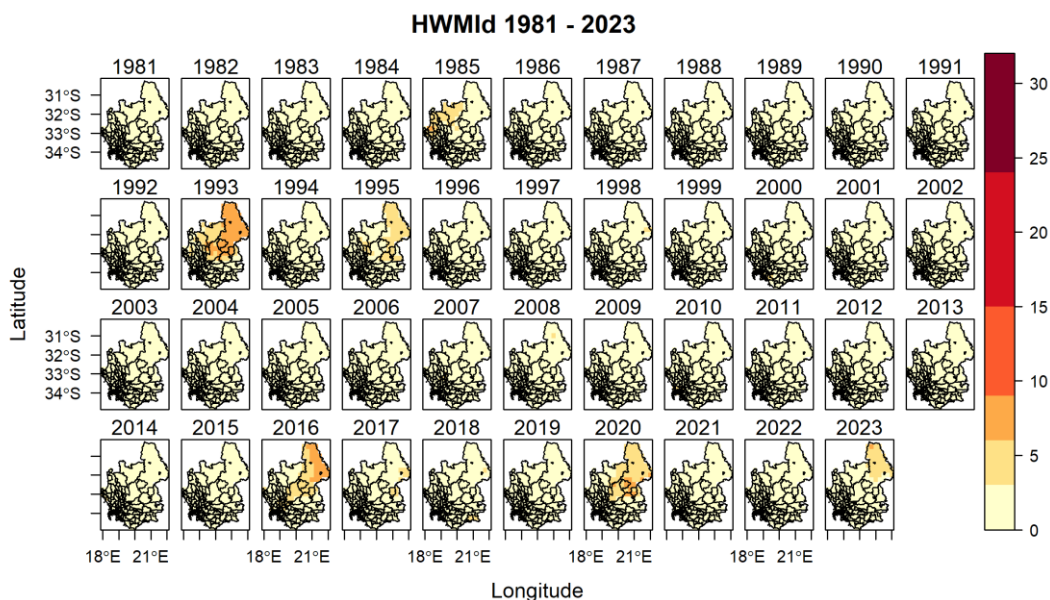 HWMId 1981 - 2023
1981 1982 1983 1984 1985 1986 1987 1988 1989 1990 1991
31°S
32°S
33°S
34°S
1992 1993 1994 1995 1996 1997 1998 1999 2000 2001 2002
2003 2004 2005 2006 2007 2008 2009 2010 2011 2012 2013
31°S
32°S
33°S
34°S
2014 2015 2016 2017 2018 2019 2020 2021 2022 2023
18°E 21°E 18°E 21°E 18°E 21°E 18°E 21°E
Latitude
Longitude
30
20
15
10
5
0